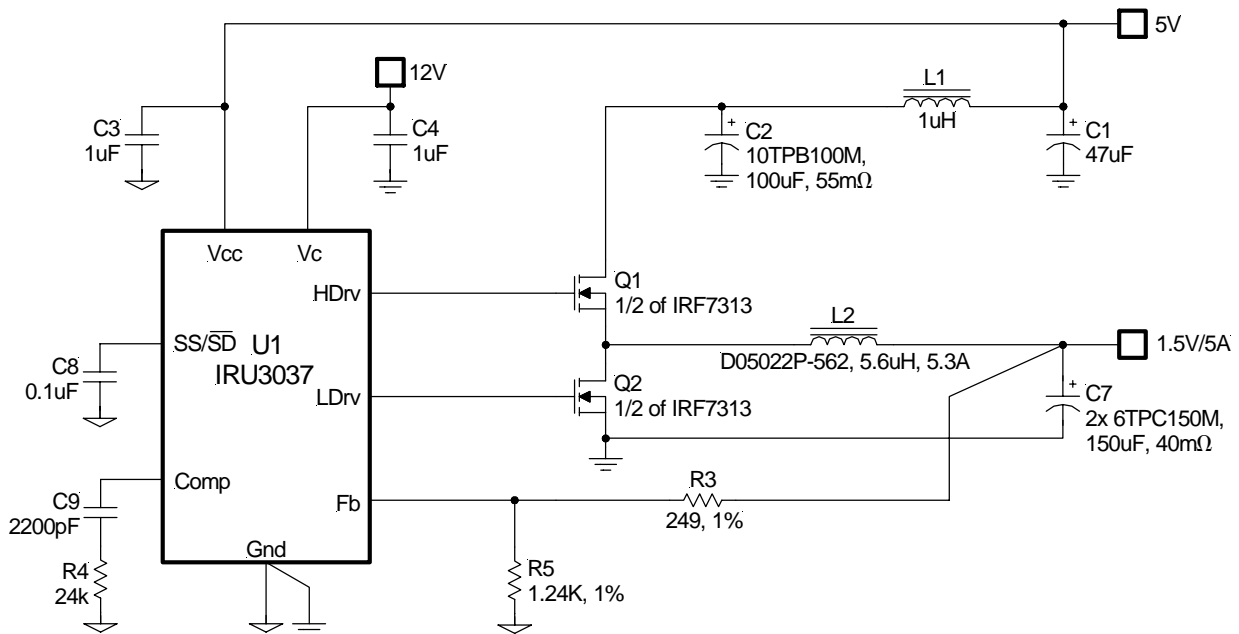 5V
12V
L1
1uH
C3
1uF
C4
1uF
C2
10TPB100M,
100uF, 55mΩ
C1
47uF
Vcc
Vc
HDrv
Q1
1/2 of IRF7313
SS/SD
U1
IRU3037
C8
0.1uF
L2
D05022P-562, 5.6uH, 5.3A
1.5V/5A
LDrv
Q2
1/2 of IRF7313
C7
2x 6TPC150M,
150uF, 40mΩ
Comp
C9
2200pF
Fb
R3
249, 1%
Gnd
R4
24k
R5
1.24K, 1%